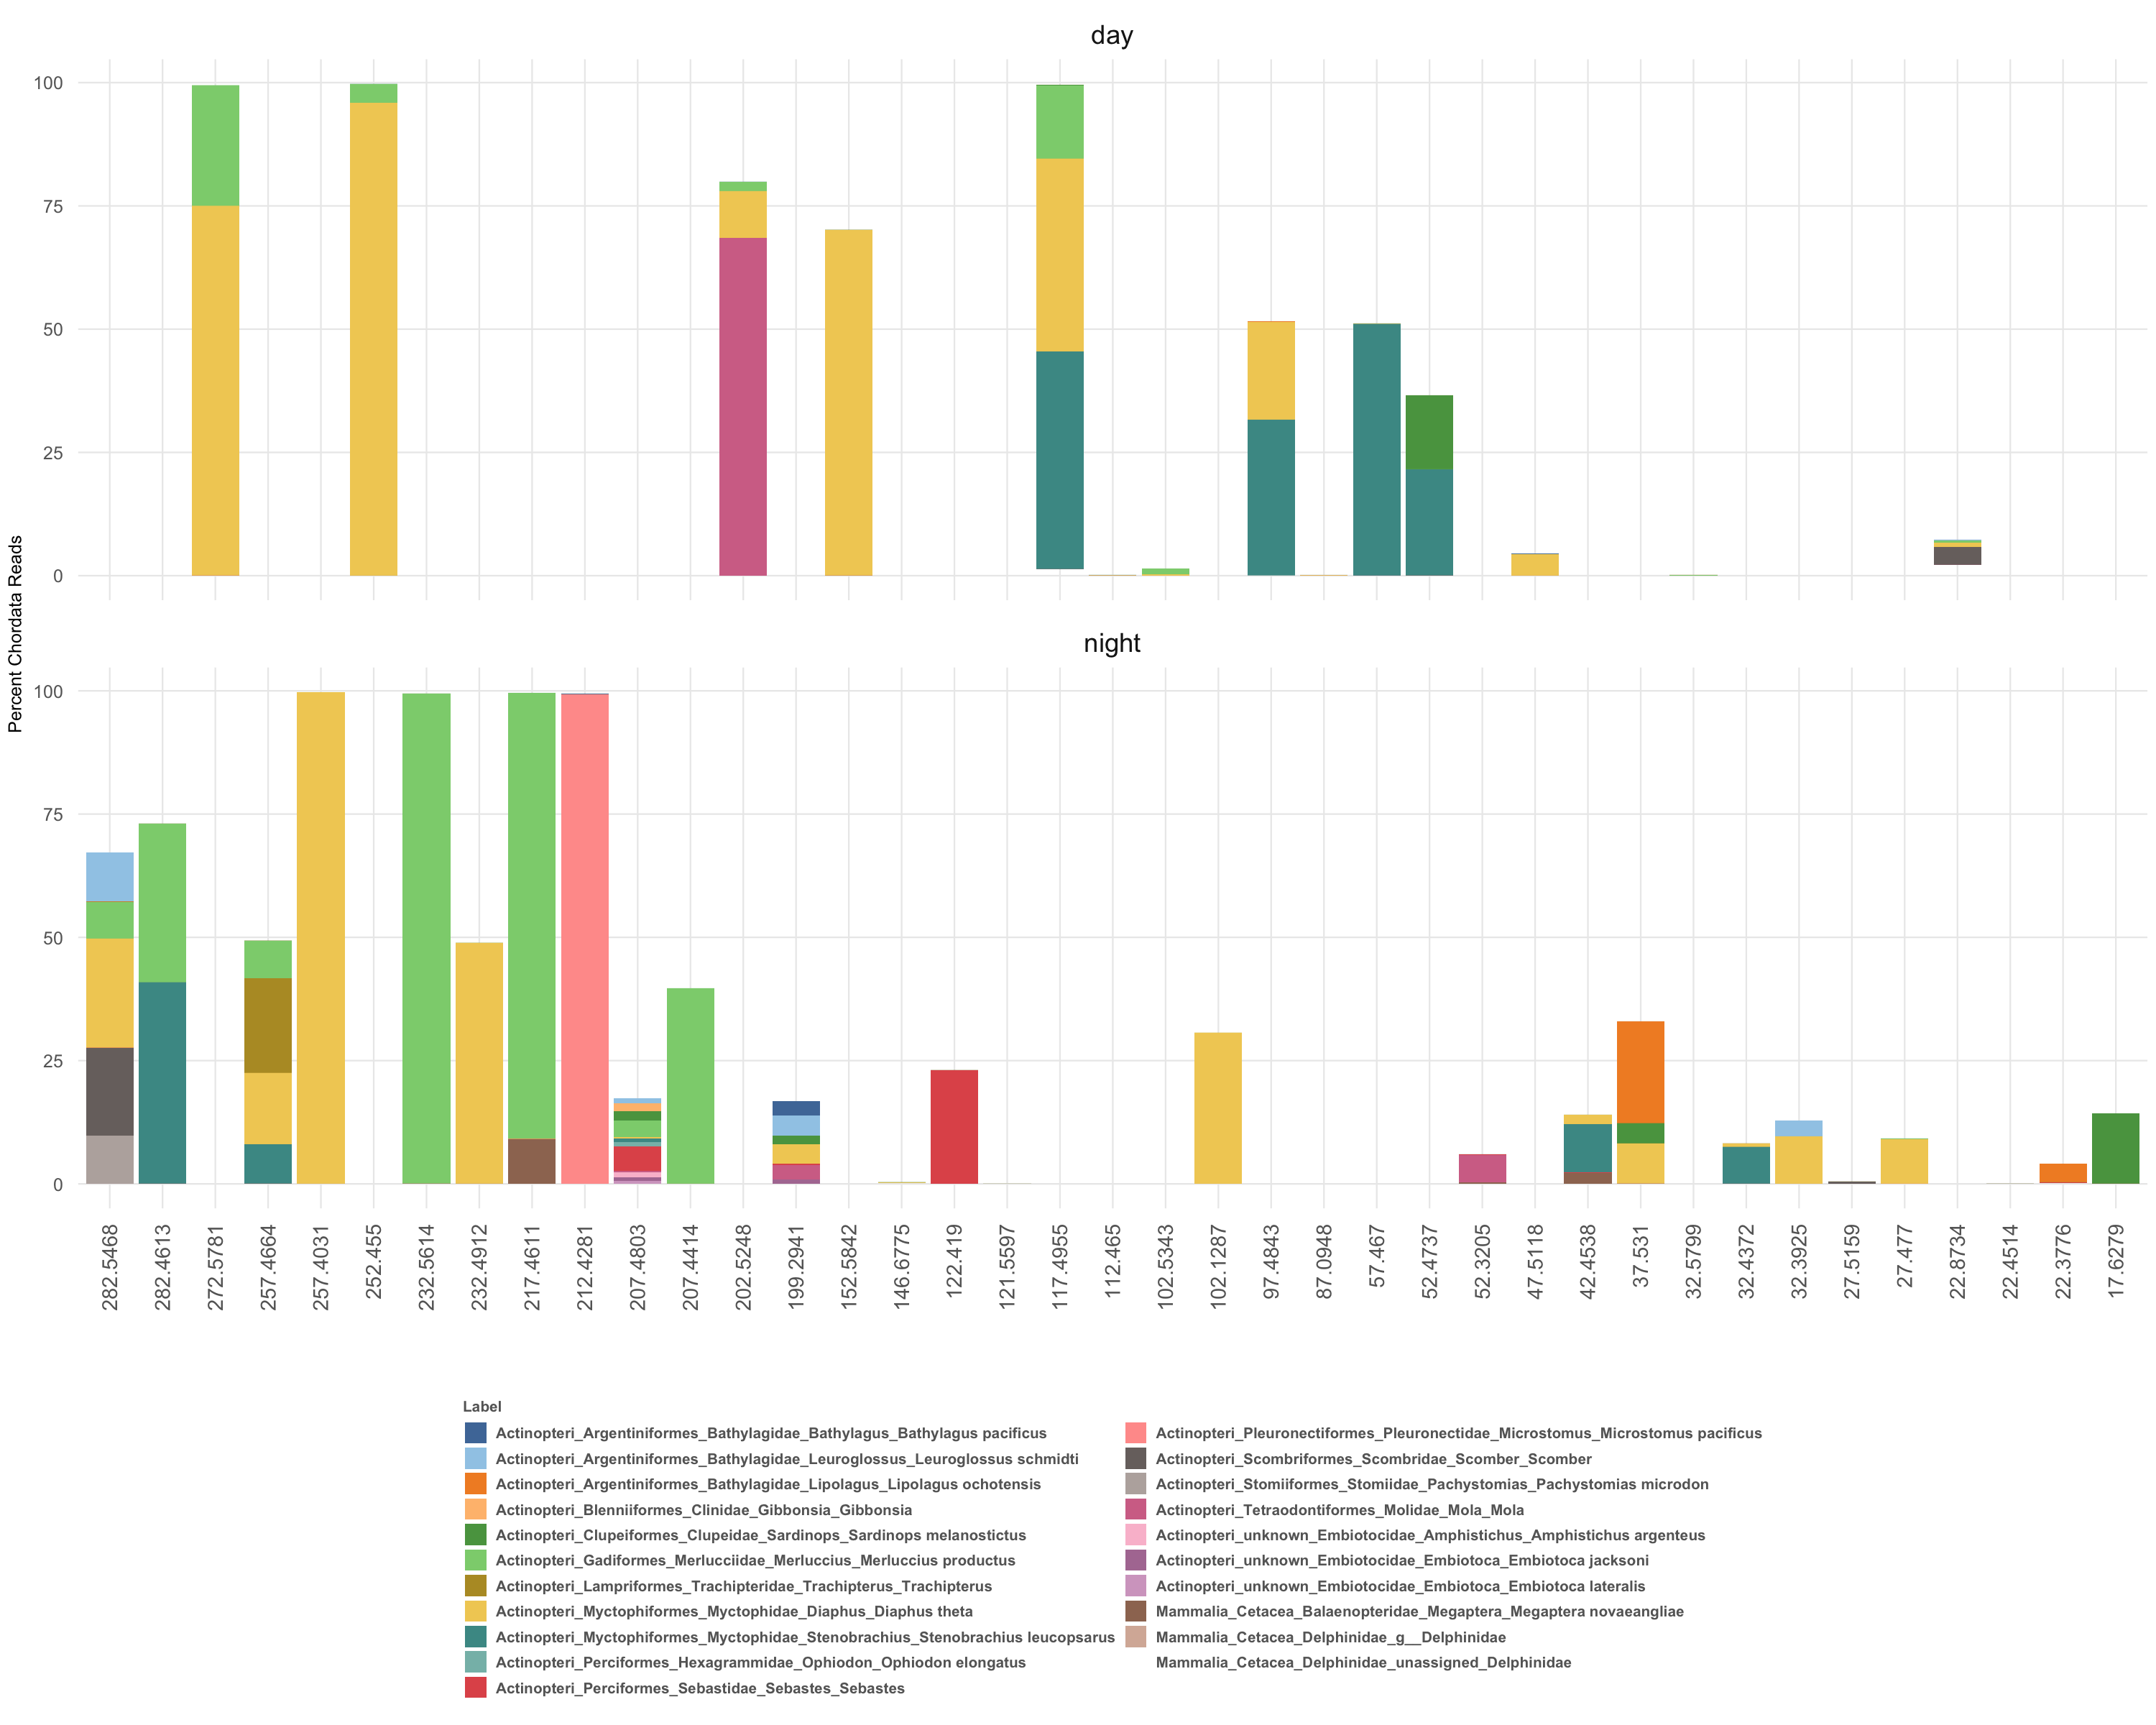 day
100
75
50
25
0
Percent Chordata Reads
night
100
75
50
25
0
282.5468
282.4613
272.5781
257.4664
257.4031
252.455
232.5614
232.4912
217.4611
212.4281
207.4803
207.4414
202.5248
199.2941
152.5842
146.6775
122.419
121.5597
117.4955
112.465
102.5343
102.1287
97.4843
87.0948
57.467
52.4737
52.3205
47.5118
42.4538
37.531
32.5799
32.4372
32.3925
27.5159
27.477
22.8734
22.4514
22.3776
17.6279
Label
Actinopteri_Argentiniformes_Bathylagidae_Bathylagus_Bathylagus pacificus
Actinopteri_Argentiniformes_Bathylagidae_Leuroglossus_Leuroglossus schmidti
Actinopteri_Argentiniformes_Bathylagidae_Lipolagus_Lipolagus ochotensis
Actinopteri_Blenniiformes_Clinidae_Gibbonsia_Gibbonsia
Actinopteri_Clupeiformes_Clupeidae_Sardinops_Sardinops melanostictus
Actinopteri_Gadiformes_Merlucciidae_Merluccius_Merluccius productus
Actinopteri_Lampriformes_Trachipteridae_Trachipterus_Trachipterus
Actinopteri_Myctophiformes_Myctophidae_Diaphus_Diaphus theta
Actinopteri_Myctophiformes_Myctophidae_Stenobrachius_Stenobrachius leucopsarus
Actinopteri_Perciformes_Hexagrammidae_Ophiodon_Ophiodon elongatus
Actinopteri_Perciformes_Sebastidae_Sebastes_Sebastes
Actinopteri_Pleuronectiformes_Pleuronectidae_Microstomus_Microstomus pacificus
Actinopteri_Scombriformes_Scombridae_Scomber_Scomber
Actinopteri_Stomiiformes_Stomiidae_Pachystomias_Pachystomias microdon
Actinopteri_Tetraodontiformes_Molidae_Mola_Mola
Actinopteri_unknown_Embiotocidae_Amphistichus_Amphistichus argenteus
Actinopteri_unknown_Embiotocidae_Embiotoca_Embiotoca jacksoni
Actinopteri_unknown_Embiotocidae_Embiotoca_Embiotoca lateralis
Mammalia_Cetacea_Balaenopteridae_Megaptera_Megaptera novaeangliae
Mammalia_Cetacea_Delphinidae_g__Delphinidae
Mammalia_Cetacea_Delphinidae_unassigned_Delphinidae